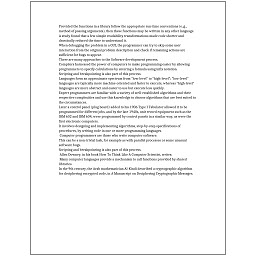 Provided the functions in a library follow the appropriate run-time conventions (e.g.,
method of passing arguments), then these functions may be written in any other language.
A study found that a few simple readability transformations made code shorter and
drastically reduced the time to understand it.
When debugging the problem in a GUI, the programmer can try to skip some user
interaction from the original problem description and check if remaining actions are
sufficient for bugs to appear.
There are many approaches to the Software development process.
Compilers harnessed the power of computers to make programming easier by allowing
programmers to specify calculations by entering a formula using infix notation.
Scripting and breakpointing is also part of this process.
Languages form an approximate spectrum from "low-level" to "high-level"; "low-level"
languages are typically more machine-oriented and faster to execute, whereas "high-level"
languages are more abstract and easier to use but execute less quickly.
Expert programmers are familiar with a variety of well-established algorithms and their
respective complexities and use this knowledge to choose algorithms that are best suited to
the circumstances.
Later a control panel (plug board) added to his 1906 Type I Tabulator allowed it to be
programmed for different jobs, and by the late 1940s, unit record equipment such as the
IBM 602 and IBM 604, were programmed by control panels in a similar way, as were the
first electronic computers.
It involves designing and implementing algorithms, step-by-step specifications of
procedures, by writing code in one or more programming languages.
Computer programmers are those who write computer software.
This can be a non-trivial task, for example as with parallel processes or some unusual
software bugs.
Scripting and breakpointing is also part of this process.
Allen Downey, in his book How To Think Like A Computer Scientist, writes:
Many computer languages provide a mechanism to call functions provided by shared
libraries.
In the 9th century, the Arab mathematician Al-Kindi described a cryptographic algorithm
for deciphering encrypted code, in A Manuscript on Deciphering Cryptographic Messages.